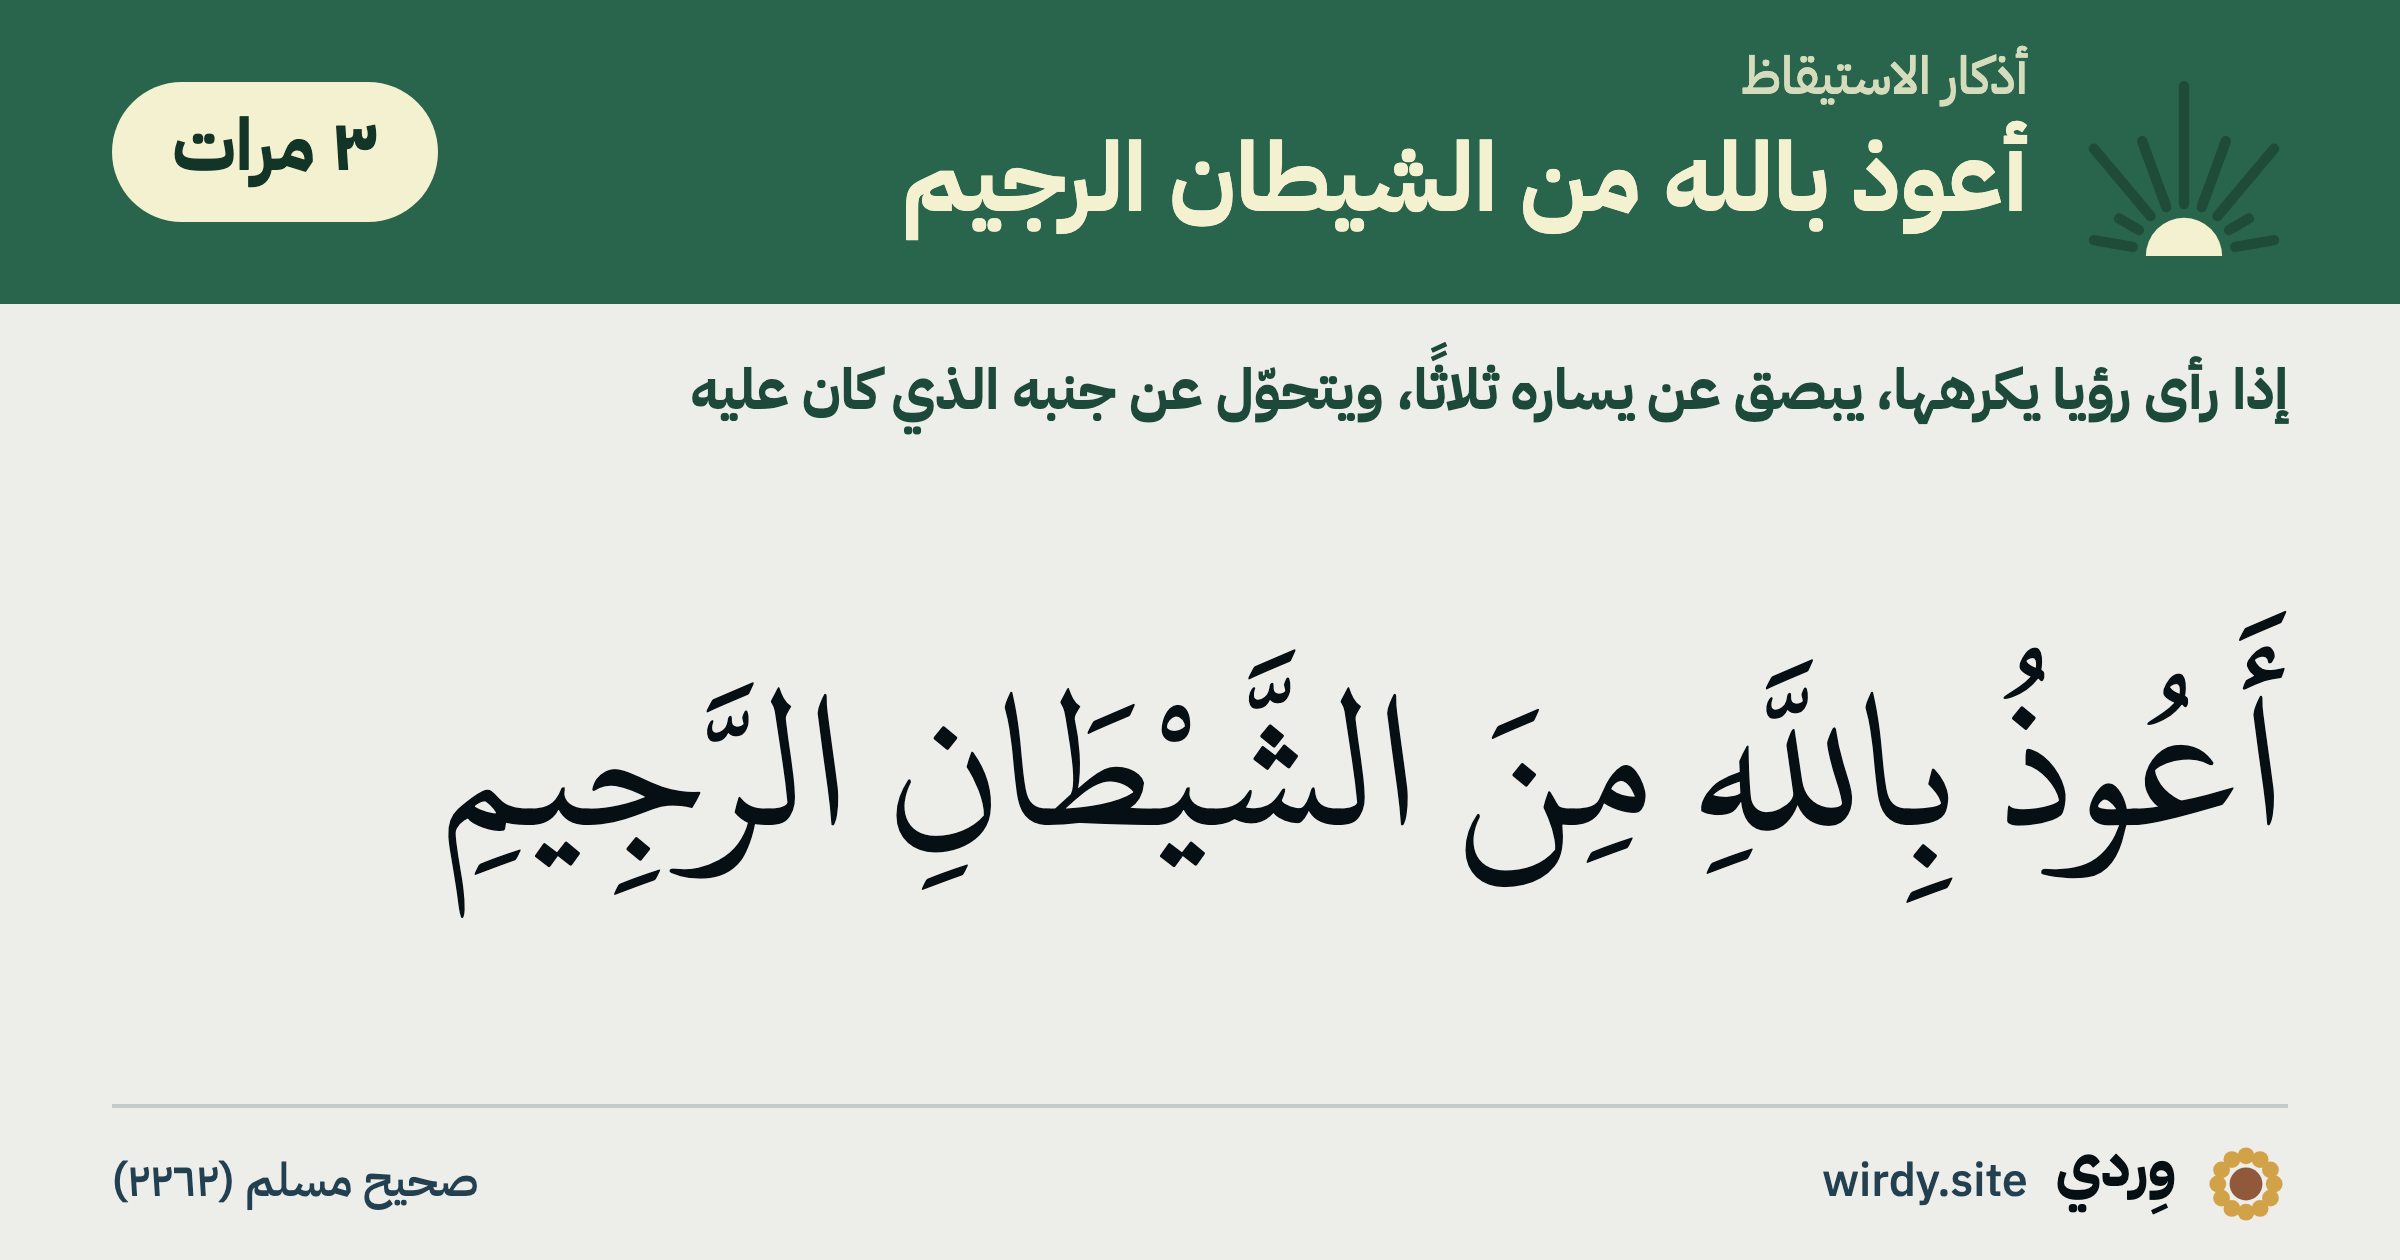 أذكار الاستيقاظ
أعوذ بالله من الشيطان الرجيم
٣ مرات
إذا رأى رؤيا يكرهها، يبصق عن يساره ثلاثًا، ويتحوّل عن جنبه الذي كان عليه
أَعُوذُ بِاللَّهِ مِنَ الشَّيْطَانِ الرَّجِيمِ
وِردي wirdy.site
صحيح مسلم (٢٢٦٢)